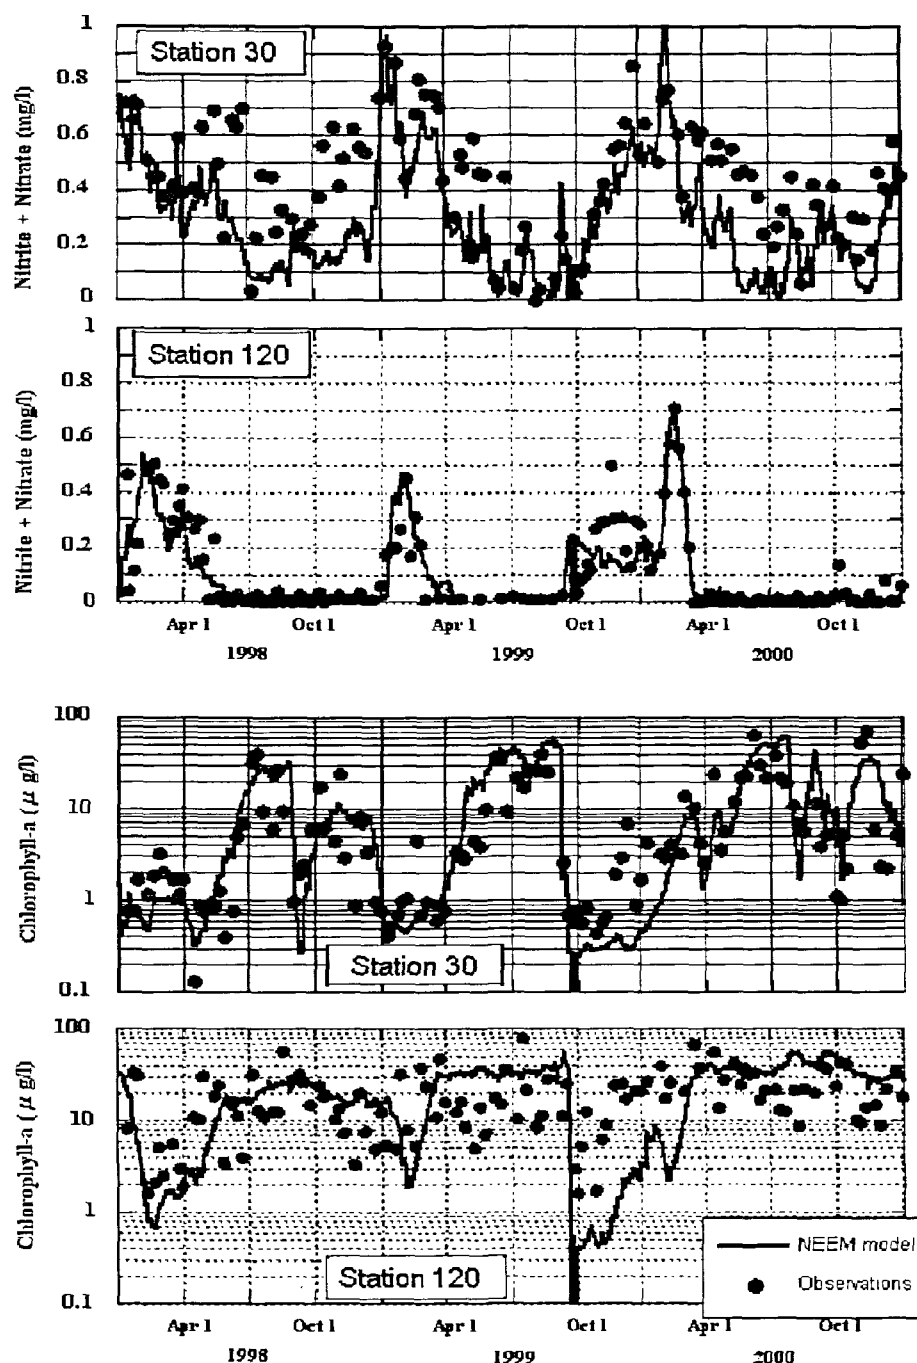 1
Station 30
0.8
0.6
0.4
0.2
0
Nitrite + Nitrate (mg/l)
1
Station 120
0.8
0.6
0.4
0.2
0
Nitrite + Nitrate (mg/l)
Apr 1 Oct 1 Apr 1 Oct 1 Apr 1 Oct 1
1998 1999 2000
100
10
1
0.1
Chlorophyll-a (μ g/l)
Station 30
100
10
1
0.1
Chlorophyll-a (μ g/l)
Station 120
NEEM model
Observations
Apr 1 Oct 1 Apr 1 Oct 1 Apr 1 Oct 1
1998 1999 2000